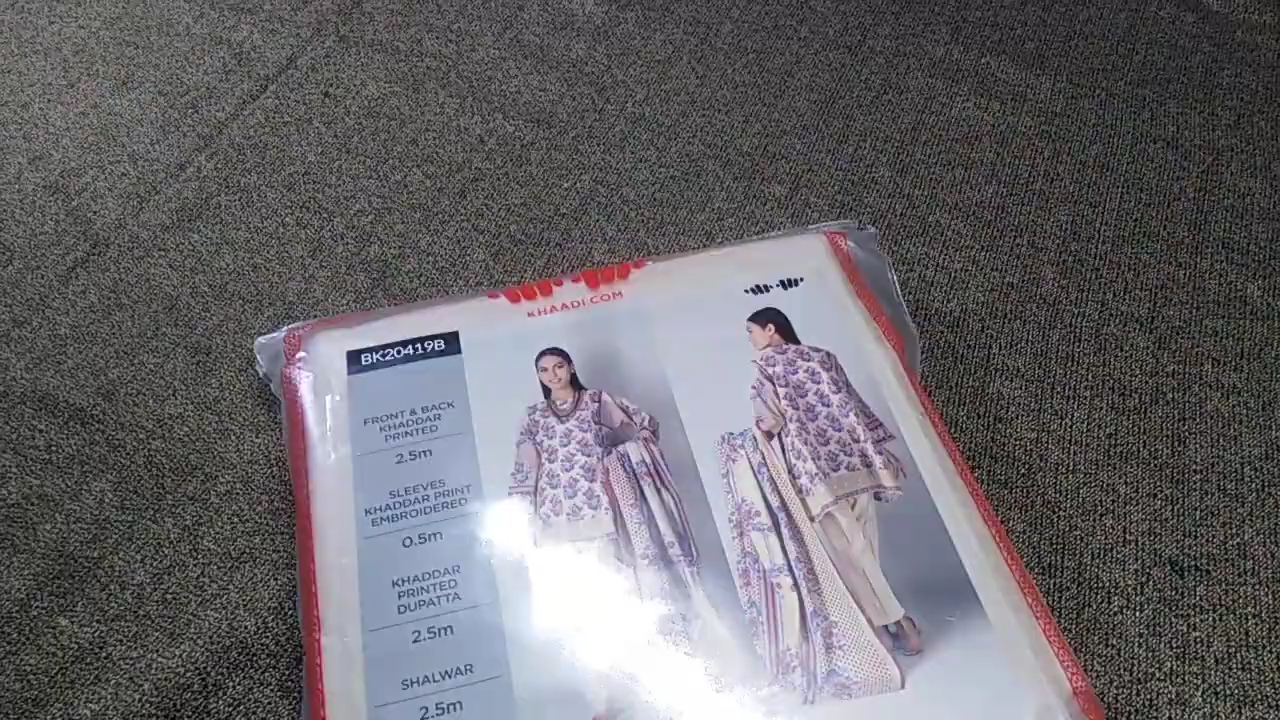 KHAADI.COM
BK20419B
FRONT & BACK
KHADDAR
PRINTED
2.5m
SLEEVES
KHADDAR PRINT
EMBROIDERED
0.5m
KHADDAR
PRINTED
DUPATTA
2.5m
SHALWAR
2.5m